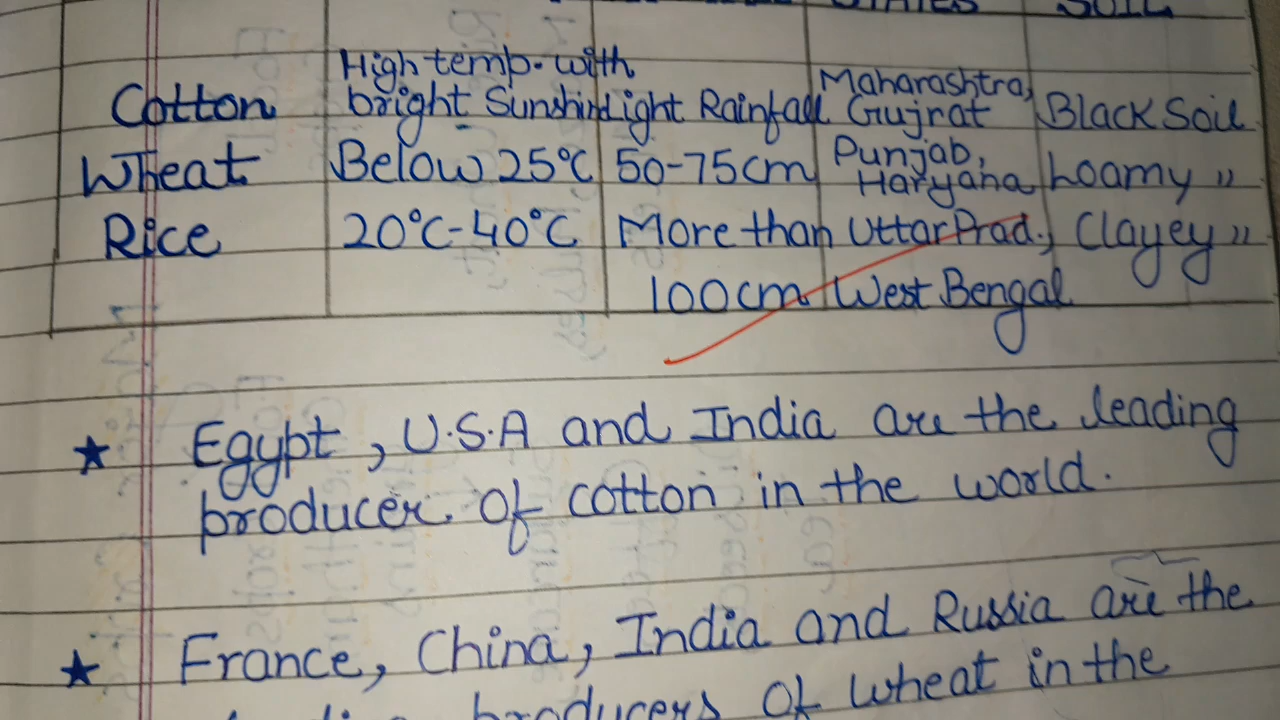 STATES SOIL
High temp. with
Cotton bright Sunshin Light Rainfall Maharashtra, Gujrat Black Soil
Wheat Below 25°C 50-75cm Punjab, Haryana Loamy "
Rice 20°C-40°C More than Uttar Prad., Clayey "
100cm West Bengal
★ Egypt, U.S.A and India are the leading
producer. of cotton in the world.
★ France, China, India and Russia are the
producers of wheat in the